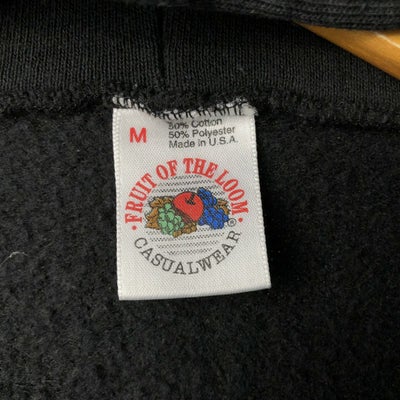 M
50% Cotton
50% Polyester
Made in U.S.A.
·FRUIT OF THE LOOM·
CASUALWEAR®